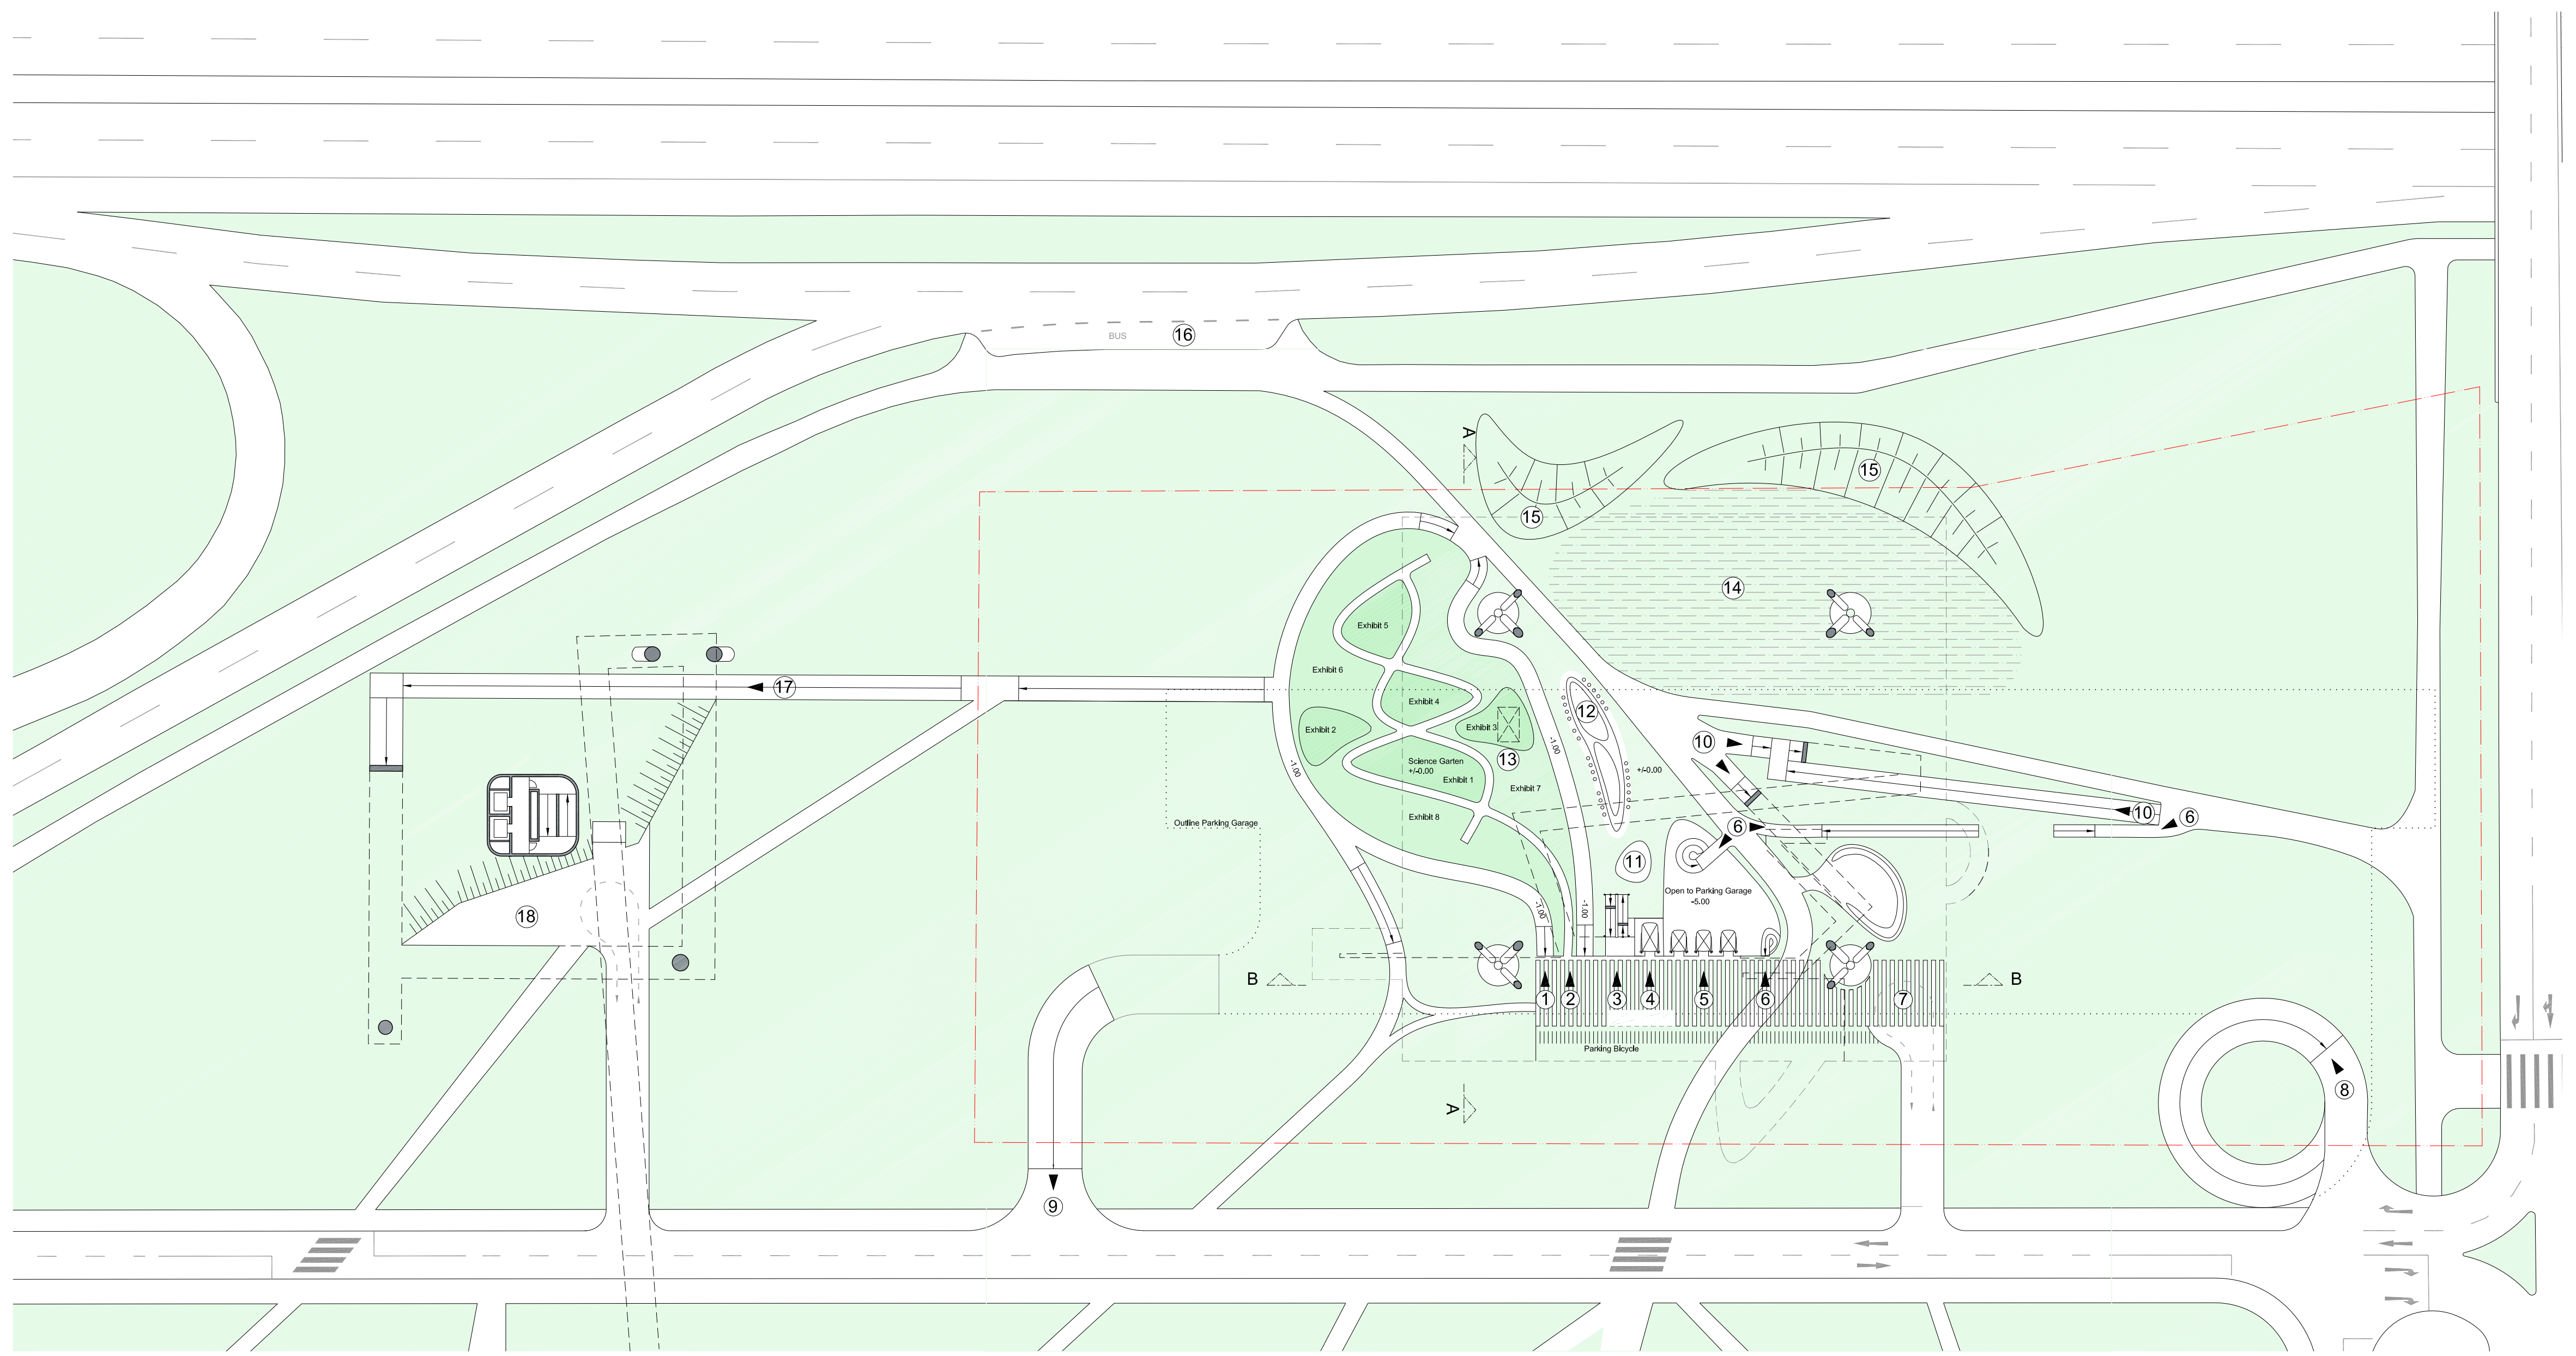 BUS
16
A
15
15
14
Exhibit 5
Exhibit 6
17
12
Exhibit 4
Exhibit 3
Exhibit 2
10
-1.00
13
Science Garten
+/-0.00
-1.00
+/-0.00
Exhibit 1
Exhibit 7
10
Exhibit 8
6
Outline Parking Garage
6
11
Open to Parking Garage
-5.00
-1.00
-1.00
18
B
B
1
2
3
4
5
6
7
Parking Bicycle
8
A
9